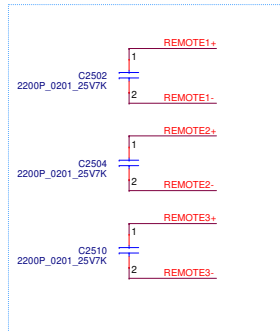 REMOTE1+
1
C2502
2200P_0201_25V7K
2
REMOTE1-
REMOTE2+
1
C2504
2200P_0201_25V7K
2
REMOTE2-
REMOTE3+
1
C2510
2200P_0201_25V7K
2
REMOTE3-